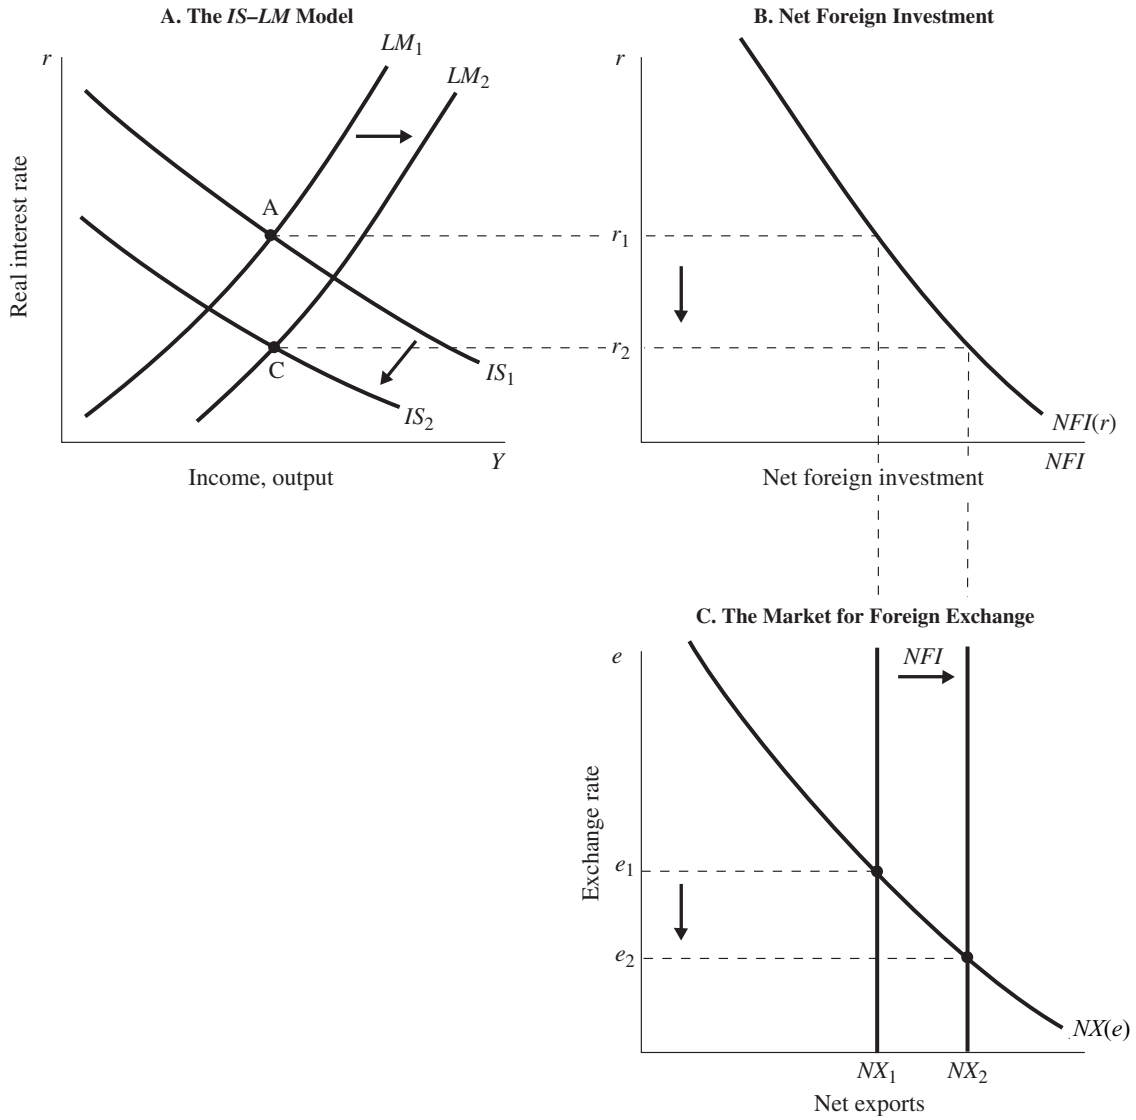 A. The IS–LM Model
r
LM₁
LM₂
Real interest rate
A
C
IS₁
IS₂
Y
Income, output
B. Net Foreign Investment
r
r₁
r₂
NFI(r)
NFI
Net foreign investment
C. The Market for Foreign Exchange
e
NFI
Exchange rate
e₁
e₂
NX(e)
NX₁
NX₂
Net exports